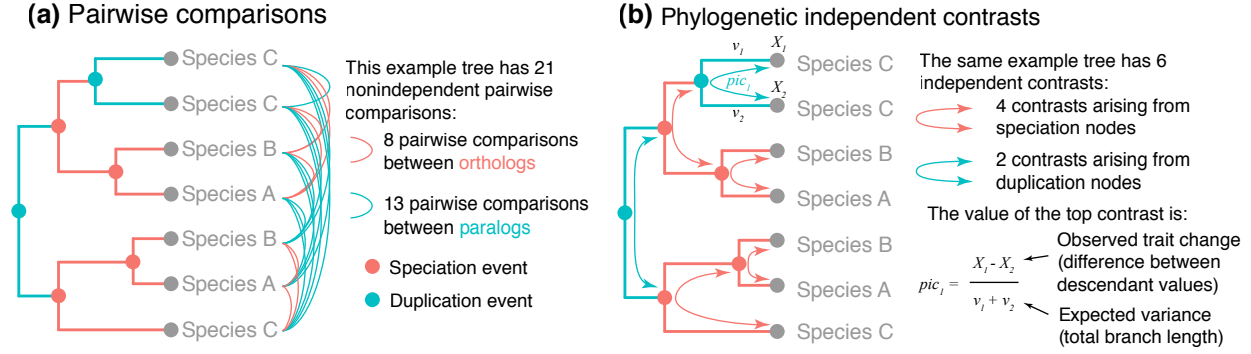 (a) Pairwise comparisons
Species C
Species C
Species B
Species A
Species B
Species A
Species C
This example tree has 21
nonindependent pairwise
comparisons:
8 pairwise comparisons
between orthologs
13 pairwise comparisons
between paralogs
Speciation event
Duplication event
(b) Phylogenetic independent contrasts
v1
X1
pic1
X2
v2
Species C
Species C
Species B
Species A
Species B
Species A
Species C
The same example tree has 6
independent contrasts:
4 contrasts arising from
speciation nodes
2 contrasts arising from
duplication nodes
The value of the top contrast is:
pic1 =
X1 - X2
v1 + v2
Observed trait change
(difference between
descendant values)
Expected variance
(total branch length)